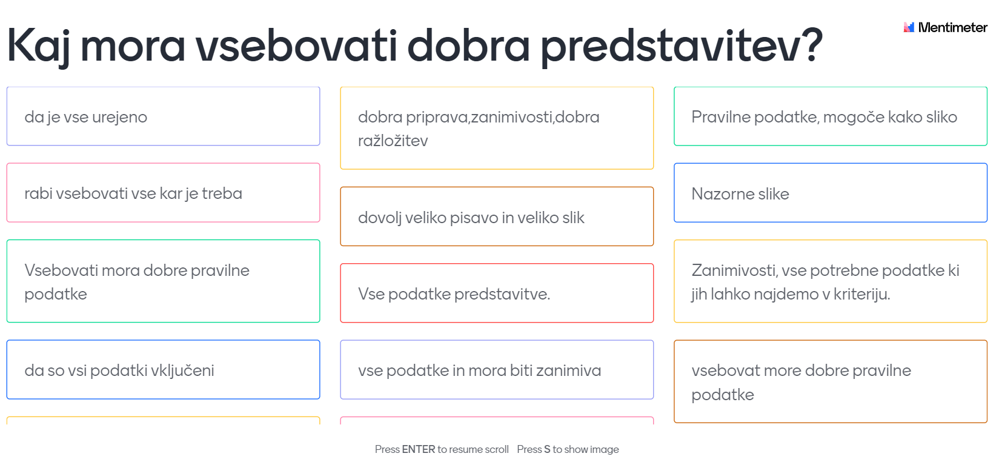 Kaj mora vsebovati dobra predstavitev?
Mentimeter
da je vse urejeno
rabi vsebovati vse kar je treba
Vsebovati mora dobre pravilne
podatke
da so vsi podatki vključeni
dobra priprava,zanimivosti,dobra
ražložitev
dovolj veliko pisavo in veliko slik
Vse podatke predstavitve.
vse podatke in mora biti zanimiva
Pravilne podatke, mogoče kako sliko
Nazorne slike
Zanimivosti, vse potrebne podatke ki
jih lahko najdemo v kriteriju.
vsebovat more dobre pravilne
podatke
Press ENTER to resume scroll Press S to show image